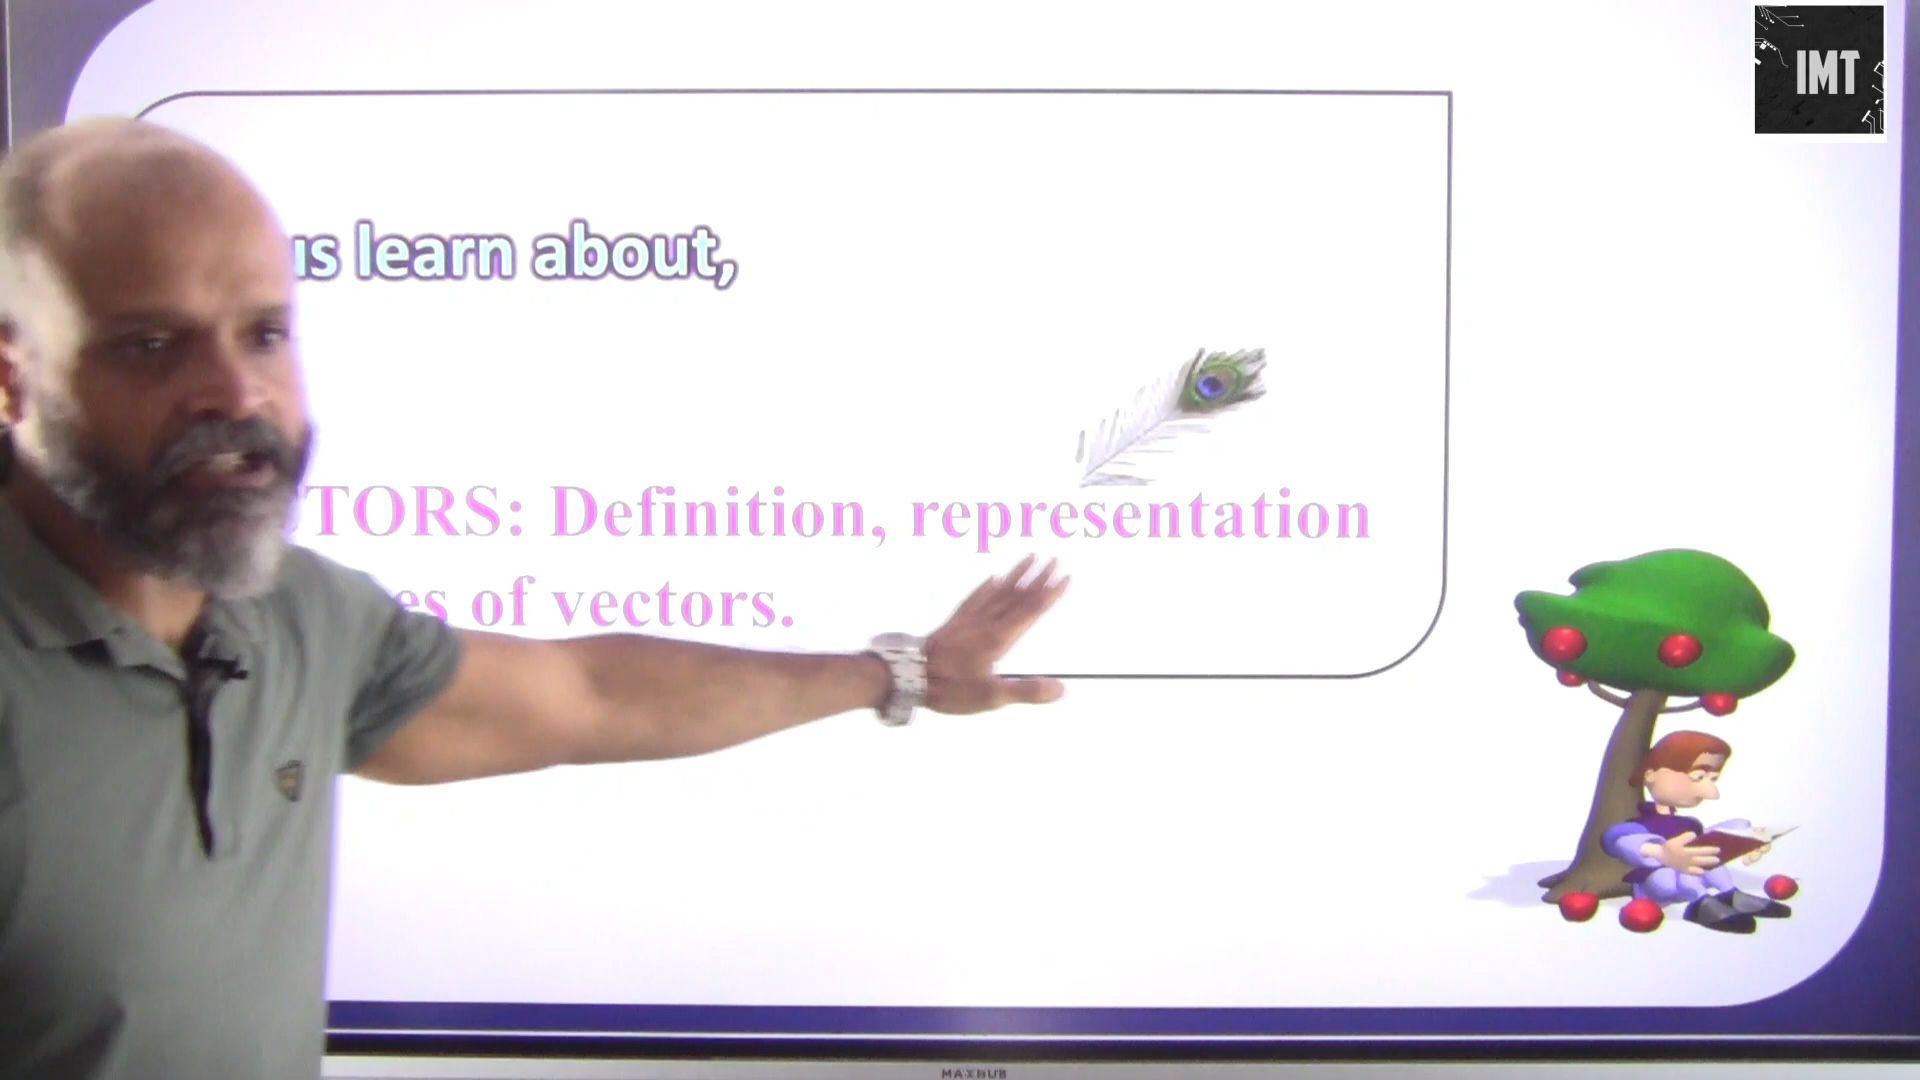 IMT
us learn about,
TORS: Definition, representation
es of vectors.
MAXHUB